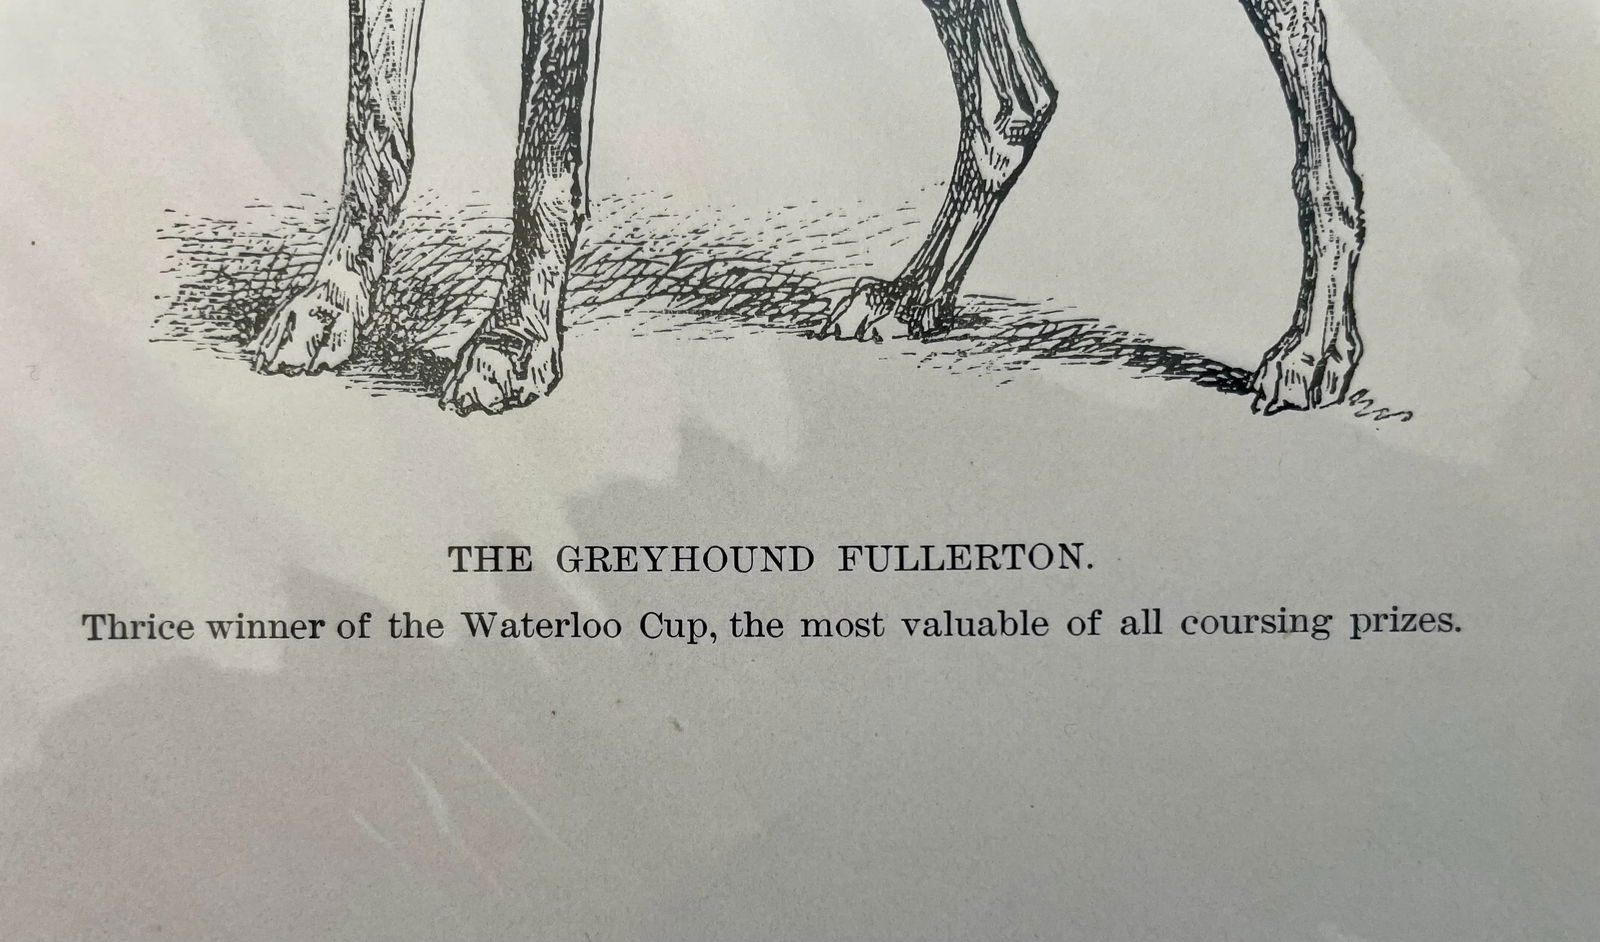 THE GREYHOUND FULLERTON.
Thrice winner of the Waterloo Cup, the most valuable of all coursing prizes.